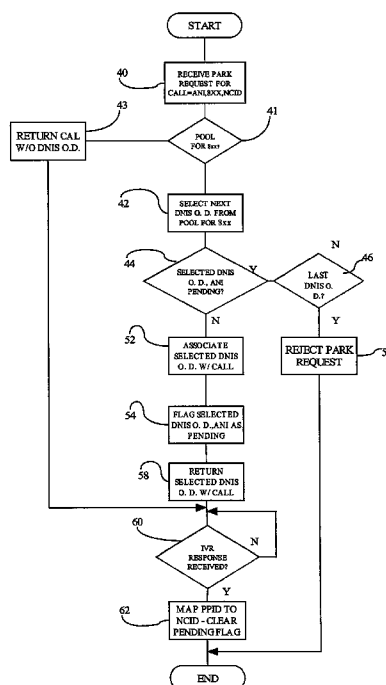 START
40
RECEIVE PARK
REQUEST FOR
CALL=ANI,8XX,NCID
43
RETURN CAL
W/O DNIS O.D.
41
POOL
FOR 8xx?
42
SELECT NEXT
DNIS O. D. FROM
POOL FOR 8xx
44
SELECTED DNIS
O. D., ANI
PENDING?
Y
N
N
46
LAST
DNIS O.
D.?
Y
52
ASSOCIATE
SELECTED DNIS
O. D. W/ CALL
REJECT PARK
REQUEST
54
FLAG SELECTED
DNIS O. D.,ANI AS
PENDING
58
RETURN
SELECTED DNIS
O. D. W/ CALL
60
IVR
RESPONSE
RECEIVED?
N
Y
62
MAP PPID TO
NCID - CLEAR
PENDING FLAG
END